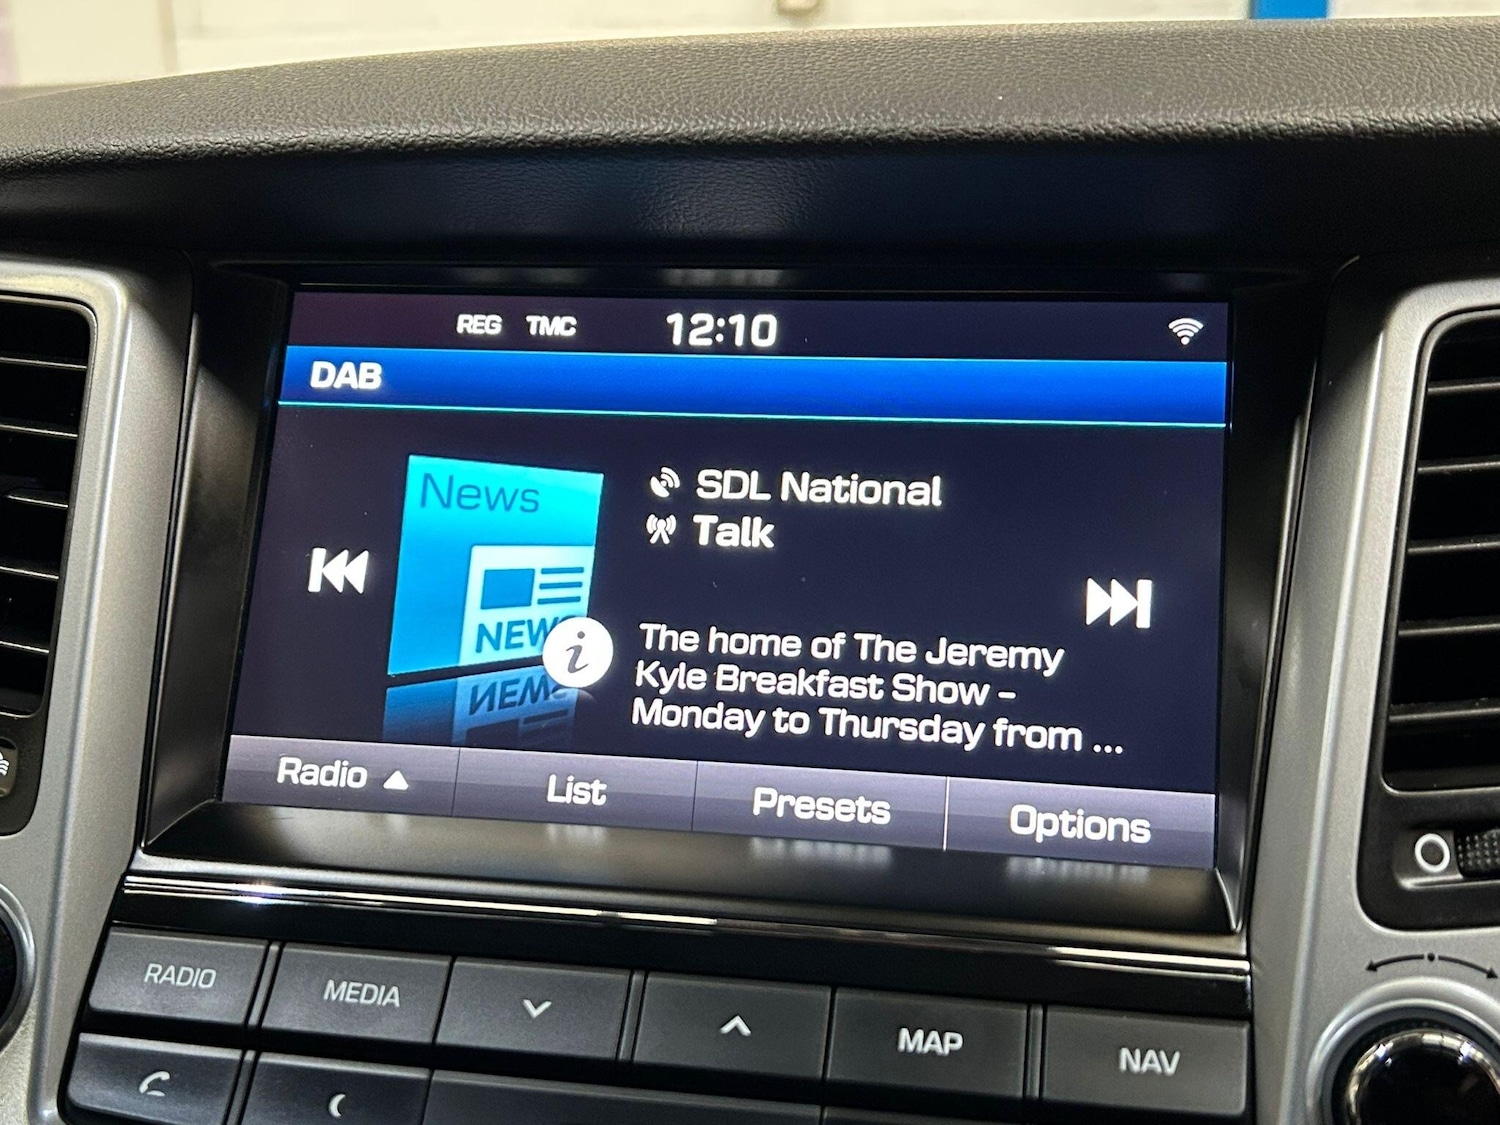 REG TMC 12:10
DAB
News
NEWS
SDL National
Talk
The home of The Jeremy
Kyle Breakfast Show –
Monday to Thursday from ...
Radio List Presets Options
RADIO MEDIA MAP NAV